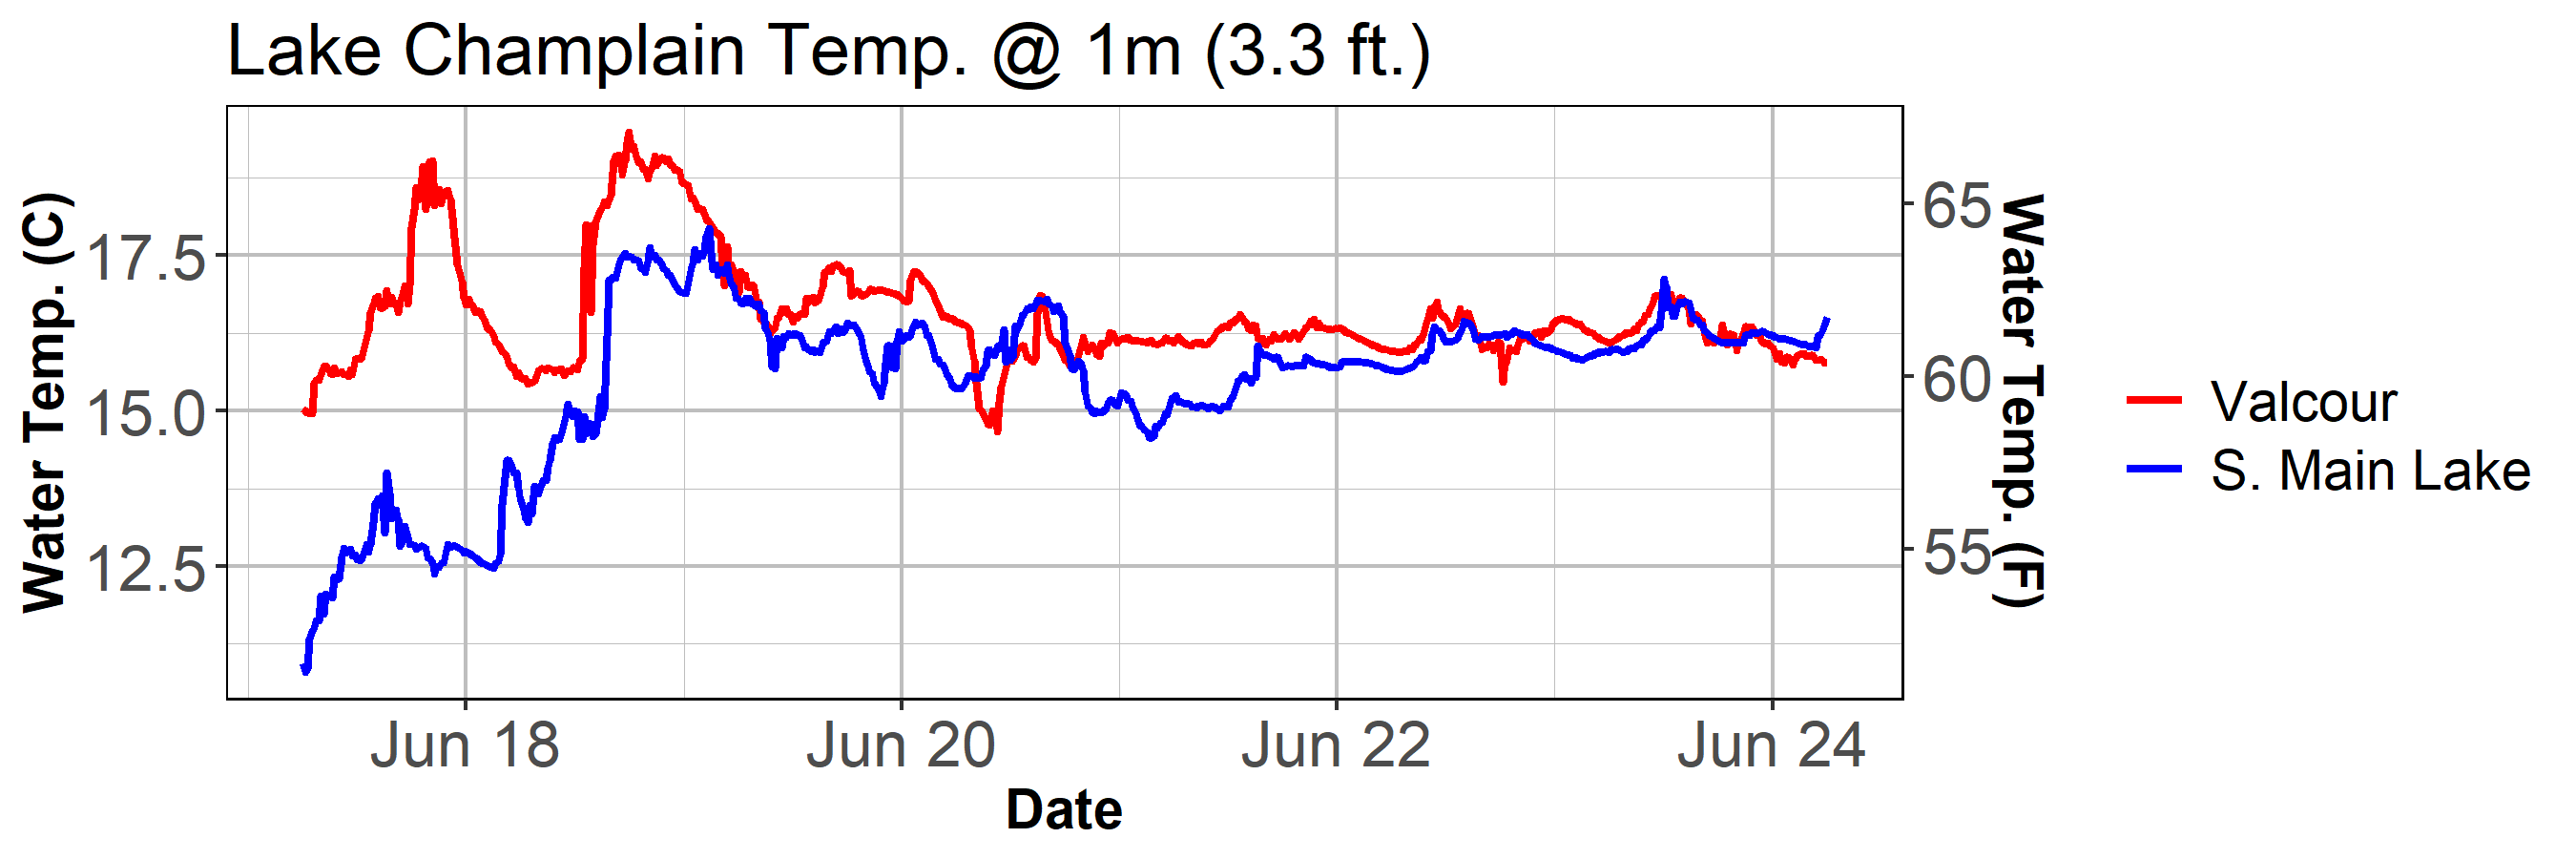 Lake Champlain Temp. @ 1m (3.3 ft.)
Water Temp. (C)
17.5
15.0
12.5
65
60
55
Water Temp. (F)
Jun 18
Jun 20
Jun 22
Jun 24
Date
Valcour
S. Main Lake